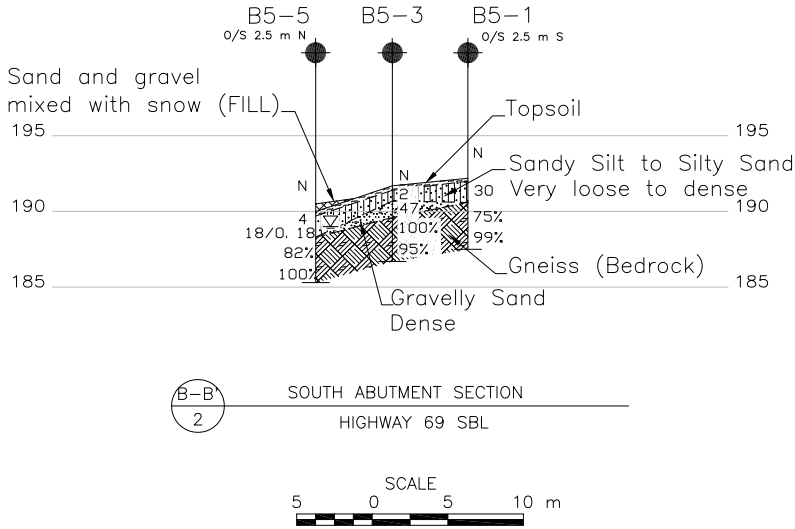 B5-5 B5-3 B5-1
O/S 2.5 m N O/S 2.5 m S
Sand and gravel
mixed with snow (FILL)
Topsoil
195 195
N N N
Sandy Silt to Silty Sand
Very loose to dense
2 30
190 47 190
4 75%
18/0.18 100%
82% 95% 99%
100%
Gneiss (Bedrock)
185 185
Gravelly Sand
Dense
B-B'
2
SOUTH ABUTMENT SECTION
HIGHWAY 69 SBL
SCALE
5 0 5 10 m